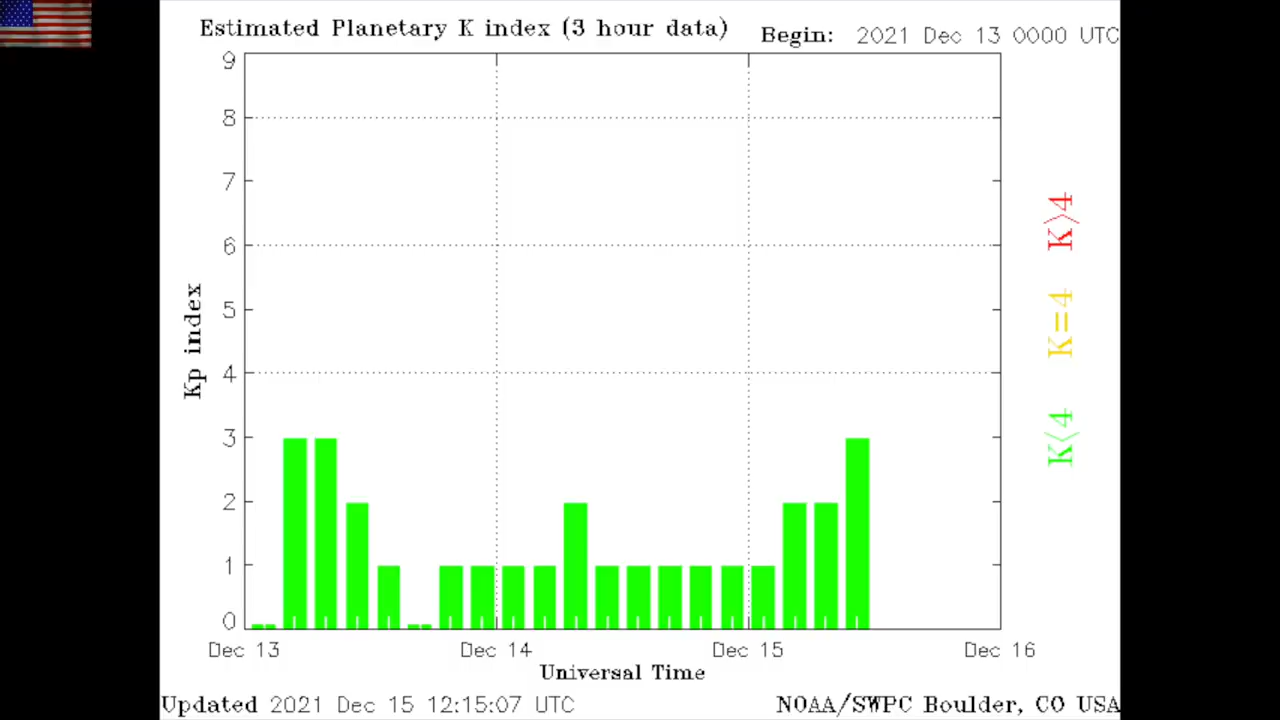 Estimated Planetary K index (3 hour data)
Begin: 2021 Dec 13 0000 UTC
9
8
7
6
5
4
3
2
1
0
Kp index
K>4
K=4
K<4
Dec 13 Dec 14 Dec 15 Dec 16
Universal Time
Updated 2021 Dec 15 12:15:07 UTC
NOAA/SWPC Boulder, CO USA